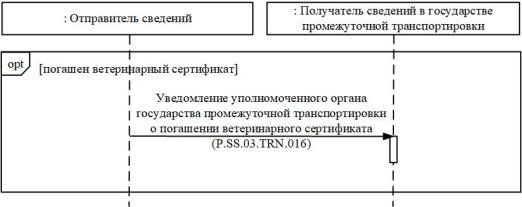 : Отправитель сведений
: Получатель сведений в государстве
промежуточной транспортировки
opt
[погашен ветеринарный сертификат]
Уведомление уполномоченного органа
государства промежуточной транспортировки
о погашении ветеринарного сертификата
(P.SS.03.TRN.016)